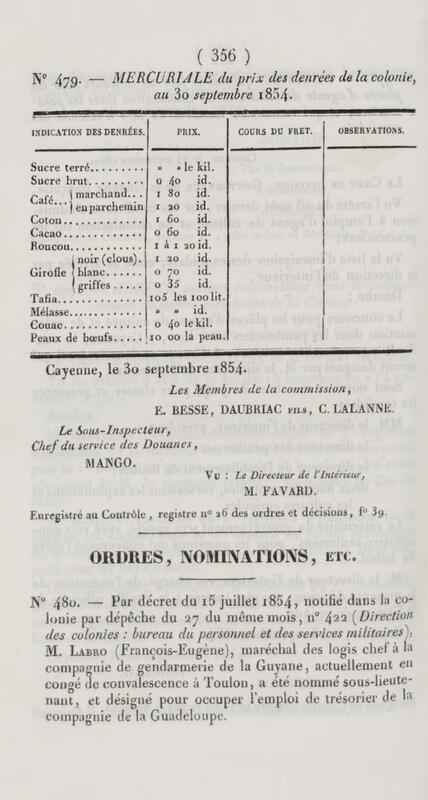 ( 356 )
N° 479. — MERCURIALE du prix des denrées de la colonie,
au 30 septembre 1854.
INDICATION DES DENRÉES. PRIX. COURS DU FRET. OBSERVATIONS.
Sucre terré......... » » le kil.
Sucre brut......... 0 40 id.
Café... { marchand.. 1 80 id.
en parchemin 1 20 id.
Coton............. 1 60 id.
Cacao............. 0 60 id.
Roucou............ 1 à 1 20 id.
Girofle { noir (clous). 1 20 id.
blanc...... 0 70 id.
griffes..... 0 35 id.
Tafia............. 105 les 100 lit.
Mélasse........... » » id.
Couac............. 0 40 le kil.
Peaux de bœufs..... 10 00 la peau.
Cayenne, le 30 septembre 1854.
Les Membres de la commission,
E. BESSE, DAUBRIAC FILS, C. LALANNE.
Le Sous-Inspecteur,
Chef du service des Douanes,
MANGO.
Vu : Le Directeur de l'Intérieur,
M. FAVARD.
Enregistré au Contrôle, registre n° 26 des ordres et décisions, f° 39.
ORDRES, NOMINATIONS, ETC.
N° 480. — Par décret du 15 juillet 1854, notifié dans la co-
lonie par dépêche du 27 du même mois, n° 422 (Direction
des colonies : bureau du personnel et des services militaires),
M. LABRO (François-Eugène), maréchal des logis chef à la
compagnie de gendarmerie de la Guyane, actuellement en
congé de convalescence à Toulon, a été nommé sous-lieute-
nant, et désigné pour occuper l'emploi de trésorier de la
compagnie de la Guadeloupe.